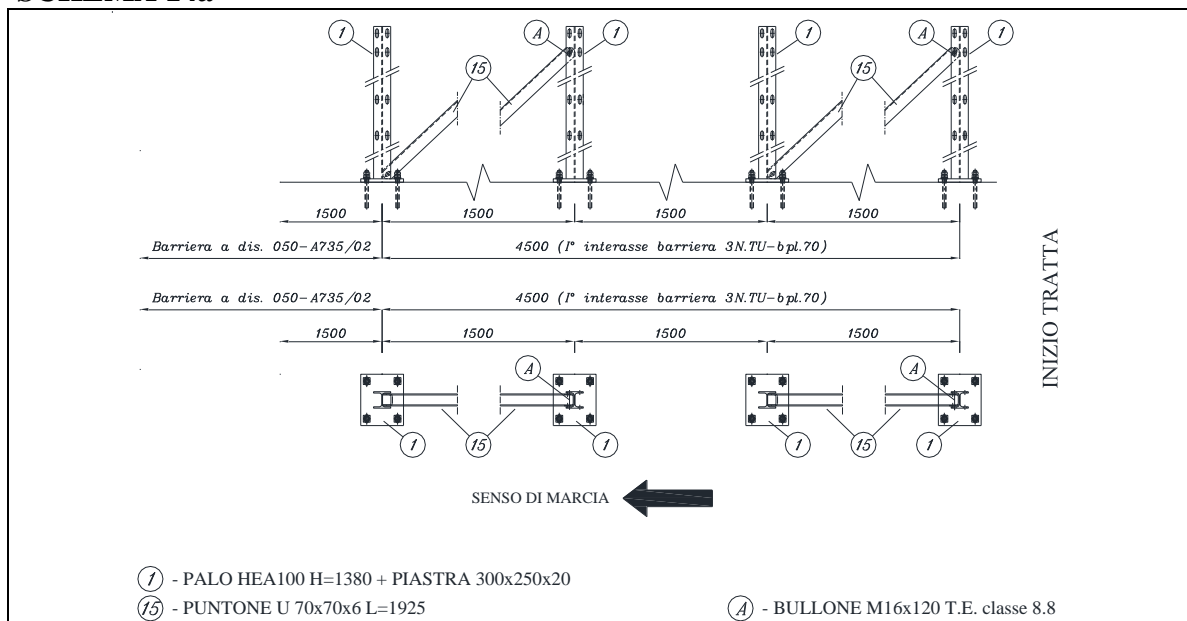 1 A 1 1 A 1
15 15
1500 1500 1500 1500
Barriera a dis. 050-A735/02 4500 (I° interasse barriera 3N.TU-bpl.70)
Barriera a dis. 050-A735/02 4500 (I° interasse barriera 3N.TU-bpl.70)
1500 1500 1500 1500
INIZIO TRATTA
A A
1 15 1 1 15 1
SENSO DI MARCIA
1 - PALO HEA100 H=1380 + PIASTRA 300x250x20
15 - PUNTONE U 70x70x6 L=1925 A - BULLONE M16x120 T.E. classe 8.8